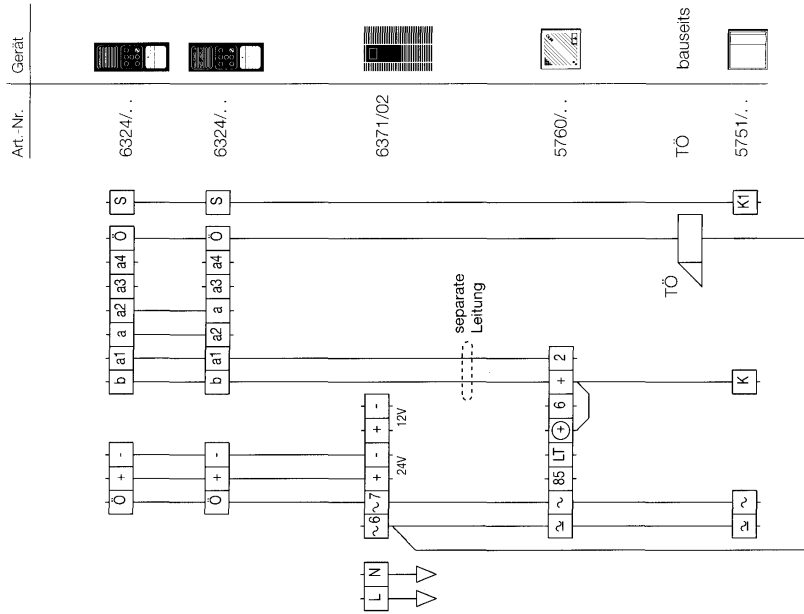 Art.-Nr. Gerät
6324/. .
6324/. .
6371/02
5760/. .
TÖ bauseits
5751/. .
Ö + - b a1 a a2 a3 a4 Ö S
Ö + - b a1 a2 a a3 a4 Ö S
L N ~6 ~7 + - + -
24V 12V
separate
Leitung
~ 85 LT + 6 + 2
TÖ
~ K K1